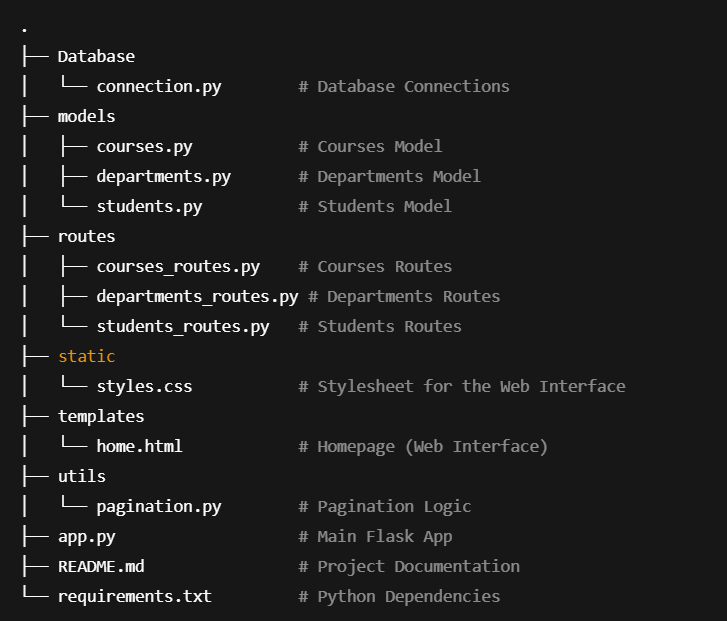 .
├── Database
│   └── connection.py        # Database Connections
├── models
│   ├── courses.py           # Courses Model
│   ├── departments.py       # Departments Model
│   └── students.py          # Students Model
├── routes
│   ├── courses_routes.py    # Courses Routes
│   ├── departments_routes.py # Departments Routes
│   └── students_routes.py   # Students Routes
├── static
│   └── styles.css           # Stylesheet for the Web Interface
├── templates
│   └── home.html            # Homepage (Web Interface)
├── utils
│   └── pagination.py        # Pagination Logic
├── app.py                   # Main Flask App
├── README.md                # Project Documentation
└── requirements.txt         # Python Dependencies